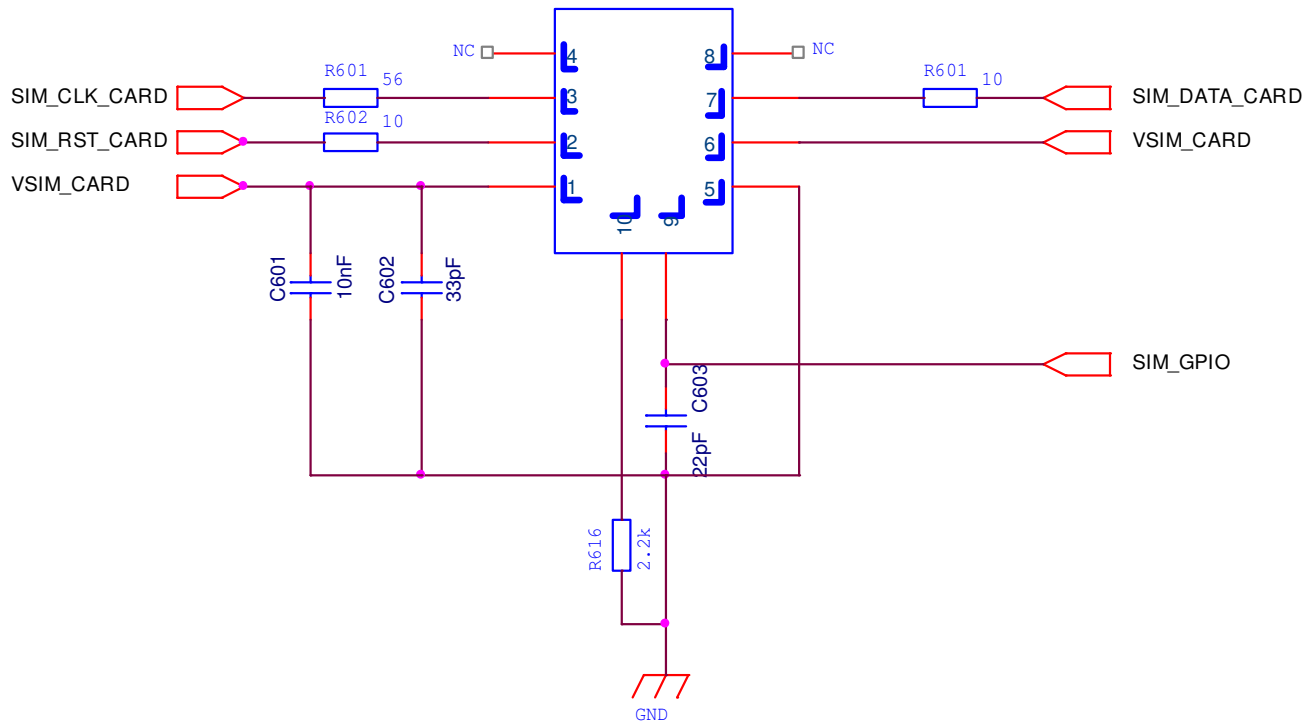 NC
4
8
NC
R601
56
R601
10
SIM_CLK_CARD
3
7
SIM_DATA_CARD
R602
10
SIM_RST_CARD
2
6
VSIM_CARD
VSIM_CARD
1
5
10
9
C601
10nF
C602
33pF
SIM_GPIO
C603
22pF
R616
2.2k
GND